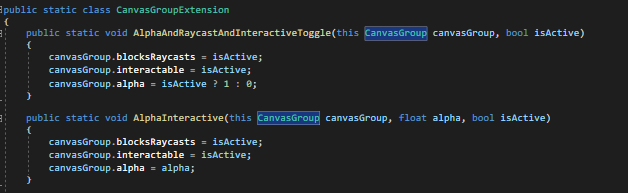 public static class CanvasGroupExtension
{
public static void AlphaAndRaycastAndInteractiveToggle(this CanvasGroup canvasGroup, bool isActive)
{
canvasGroup.blocksRaycasts = isActive;
canvasGroup.interactable = isActive;
canvasGroup.alpha = isActive ? 1 : 0;
}
public static void AlphaInteractive(this CanvasGroup canvasGroup, float alpha, bool isActive)
{
canvasGroup.blocksRaycasts = isActive;
canvasGroup.interactable = isActive;
canvasGroup.alpha = alpha;
}